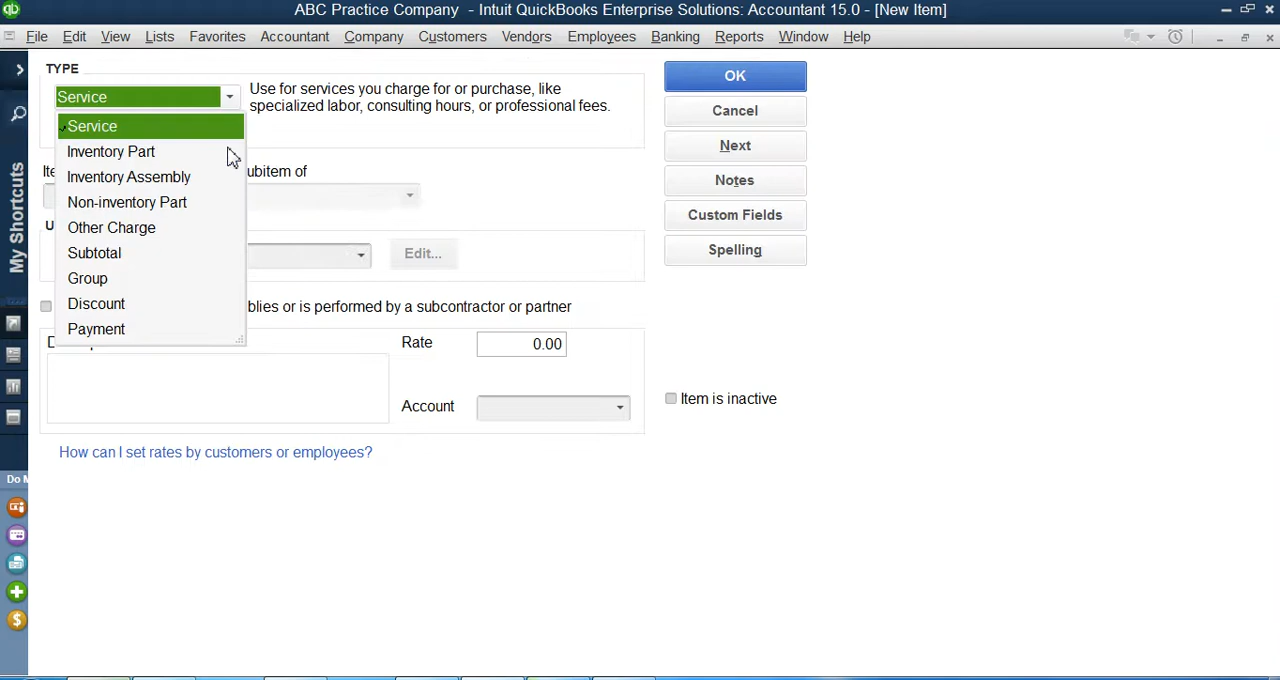 qb
ABC Practice Company - Intuit QuickBooks Enterprise Solutions: Accountant 15.0 - [New Item]
File Edit View Lists Favorites Accountant Company Customers Vendors Employees Banking Reports Window Help
TYPE
Service
Use for services you charge for or purchase, like
specialized labor, consulting hours, or professional fees.
Service
Inventory Part
Inventory Assembly
Non-inventory Part
Other Charge
Subtotal
Group
Discount
Payment
ubitem of
Edit...
blies or is performed by a subcontractor or partner
Rate 0.00
Account
How can I set rates by customers or employees?
OK
Cancel
Next
Notes
Custom Fields
Spelling
Item is inactive
My Shortcuts
Do M